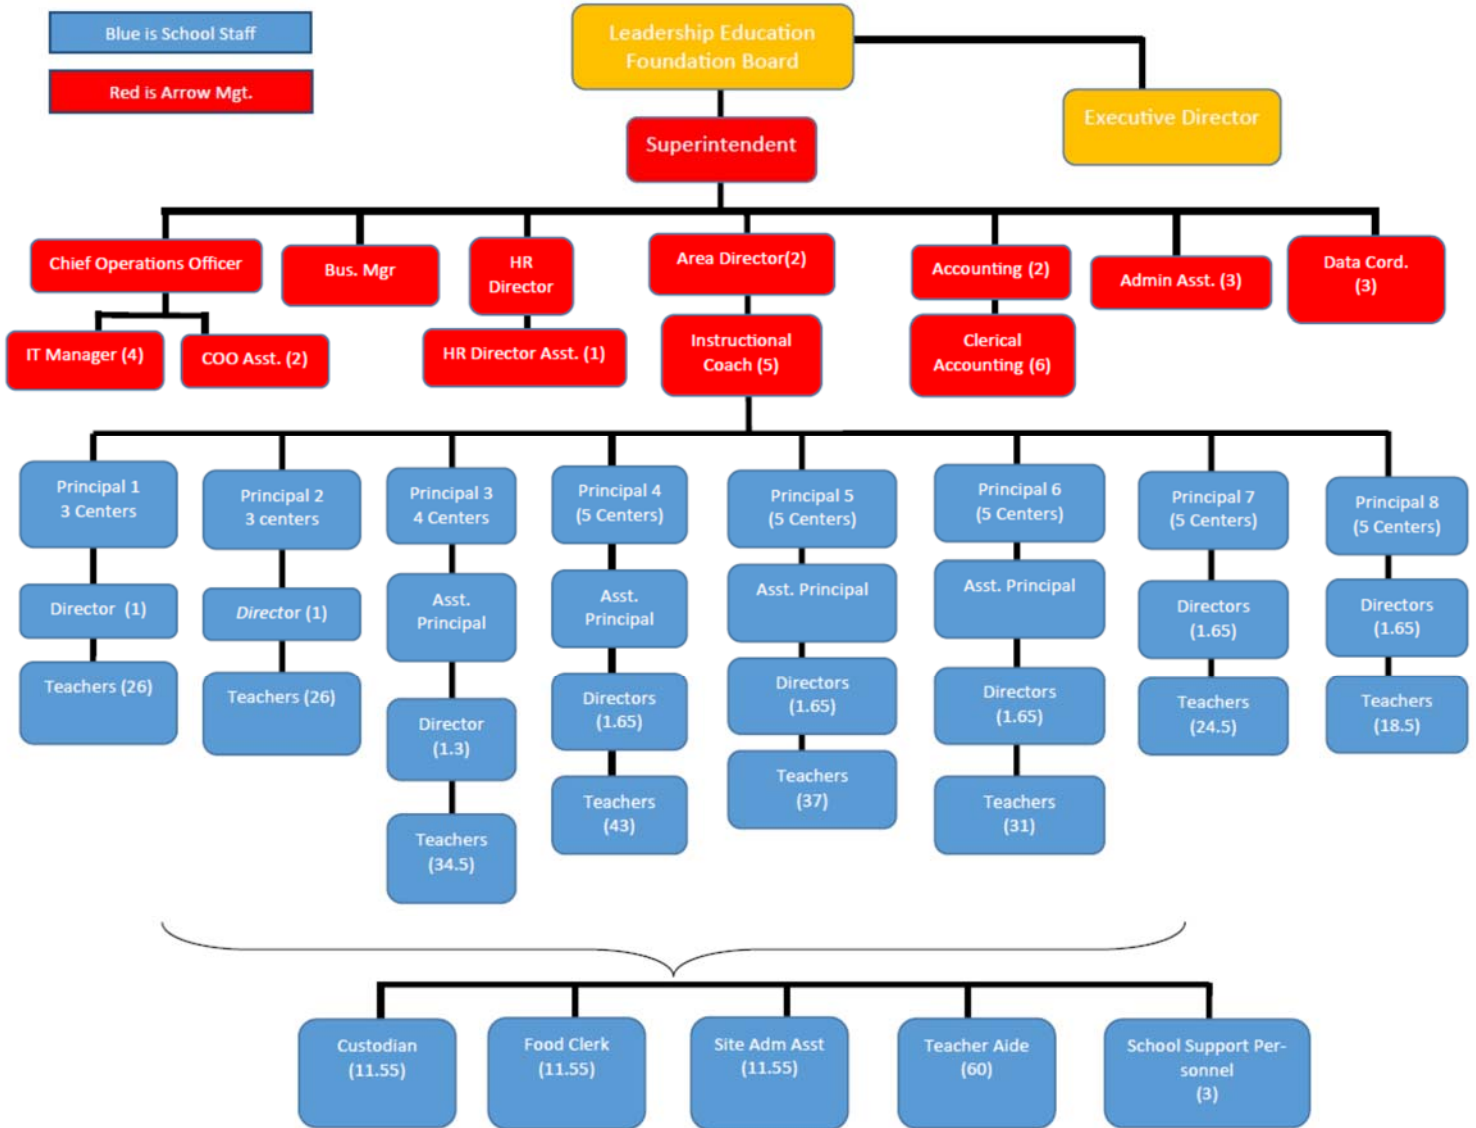 Blue is School Staff
Red is Arrow Mgt.
Leadership Education
Foundation Board
Executive Director
Superintendent
Chief Operations Officer
Bus. Mgr
HR
Director
Area Director(2)
Accounting (2)
Admin Asst. (3)
Data Cord.
(3)
IT Manager (4)
COO Asst. (2)
HR Director Asst. (1)
Instructional
Coach (5)
Clerical
Accounting (6)
Principal 1
3 Centers
Principal 2
3 centers
Principal 3
4 Centers
Principal 4
(5 Centers)
Principal 5
(5 Centers)
Principal 6
(5 Centers)
Principal 7
(5 Centers)
Principal 8
(5 Centers)
Director (1)
Director (1)
Asst.
Principal
Asst.
Principal
Asst. Principal
Asst. Principal
Directors
(1.65)
Directors
(1.65)
Teachers (26)
Teachers (26)
Director
(1.3)
Directors
(1.65)
Directors
(1.65)
Directors
(1.65)
Teachers
(24.5)
Teachers
(18.5)
Teachers
(34.5)
Teachers
(43)
Teachers
(37)
Teachers
(31)
Custodian
(11.55)
Food Clerk
(11.55)
Site Adm Asst
(11.55)
Teacher Aide
(60)
School Support Per-
sonnel
(3)